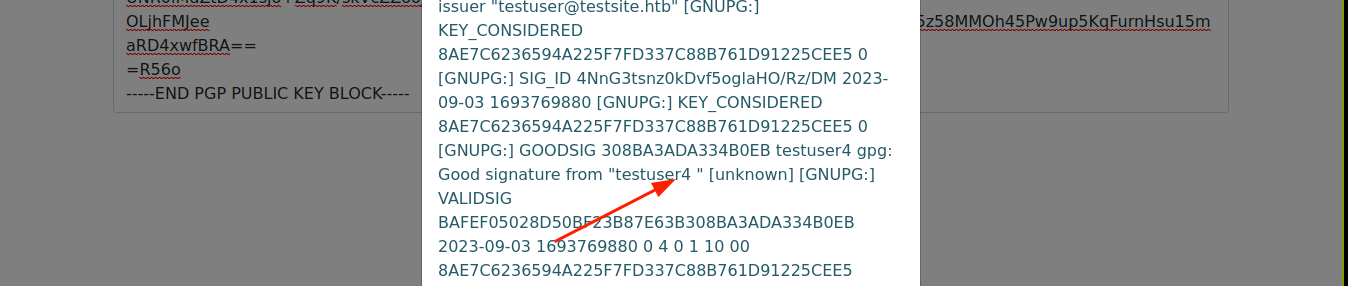 issuer "testuser@testsite.htb" [GNUPG:]
OLjhFMJee
5z58MMOh45Pw9up5KqFurnHsu15m
KEY_CONSIDERED
aRD4xwfBRA==
8AE7C6236594A225F7FD337C88B761D91225CEE5 0
=R56o
[GNUPG:] SIG_ID 4NnG3tsnz0kDvf5oglaHO/Rz/DM 2023-
-----END PGP PUBLIC KEY BLOCK-----
09-03 1693769880 [GNUPG:] KEY_CONSIDERED
8AE7C6236594A225F7FD337C88B761D91225CEE5 0
[GNUPG:] GOODSIG 308BA3ADA334B0EB testuser4 gpg:
Good signature from "testuser4 " [unknown] [GNUPG:]
VALIDSIG
BAFEF05028D50BF23B87E63B308BA3ADA334B0EB
2023-09-03 1693769880 0 4 0 1 10 00
8AE7C6236594A225F7FD337C88B761D91225CEE5